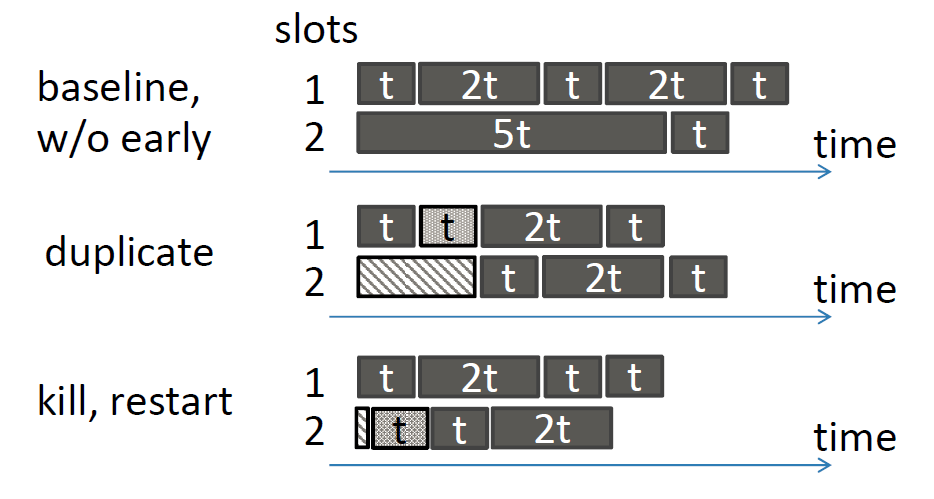 slots
baseline,
w/o early
1 t 2t t 2t t
2 5t t
time
duplicate
1 t t 2t t
2 t 2t t
time
kill, restart
1 t 2t t t
2 t t 2t
time